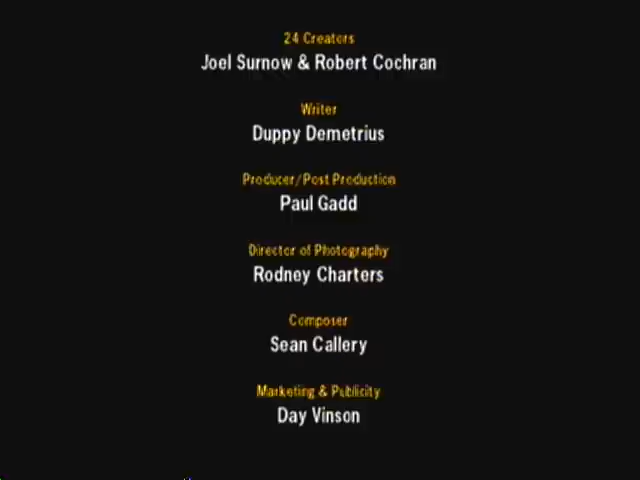 24 Creators
Joel Surnow & Robert Cochran
Writer
Duppy Demetrius
Producer/Post Production
Paul Gadd
Director of Photography
Rodney Charters
Composer
Sean Callery
Marketing & Publicity
Day Vinson